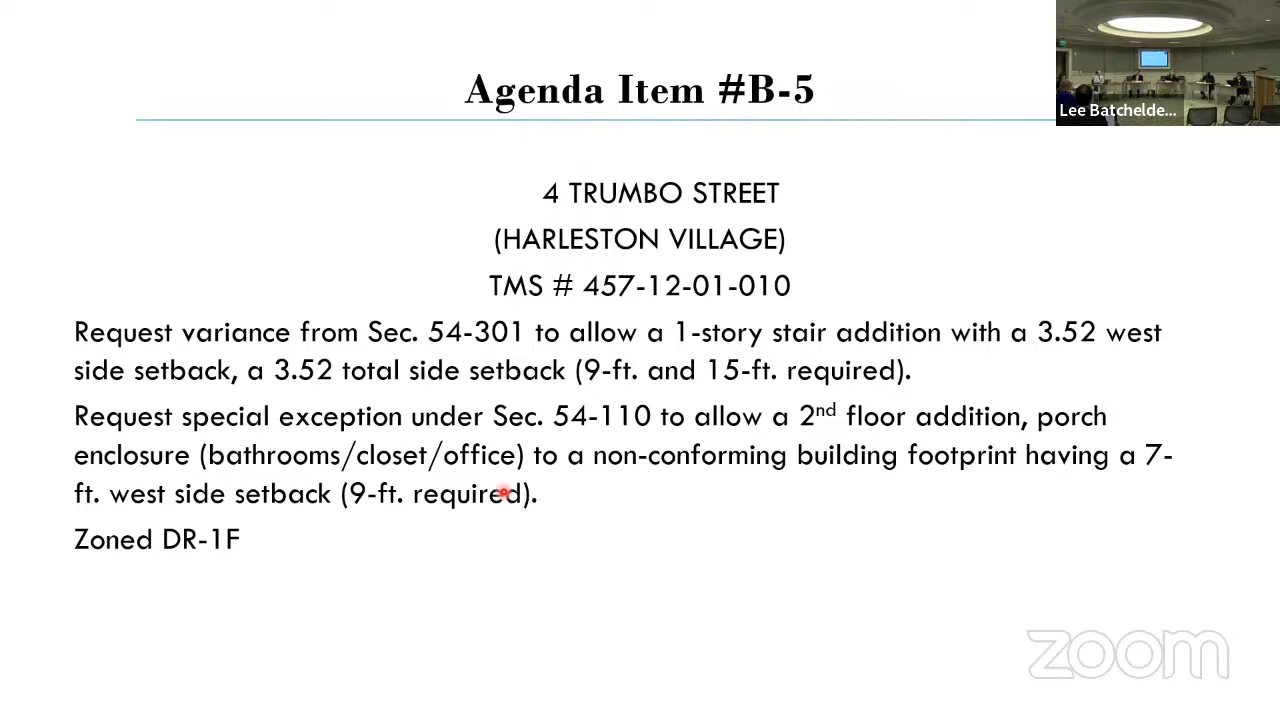 Agenda Item #B-5
Lee Batchelde...
4 TRUMBO STREET
(HARLESTON VILLAGE)
TMS # 457-12-01-010
Request variance from Sec. 54-301 to allow a 1-story stair addition with a 3.52 west
side setback, a 3.52 total side setback (9-ft. and 15-ft. required).
Request special exception under Sec. 54-110 to allow a 2nd floor addition, porch
enclosure (bathrooms/closet/office) to a non-conforming building footprint having a 7-
ft. west side setback (9-ft. required).
Zoned DR-1F
zoom